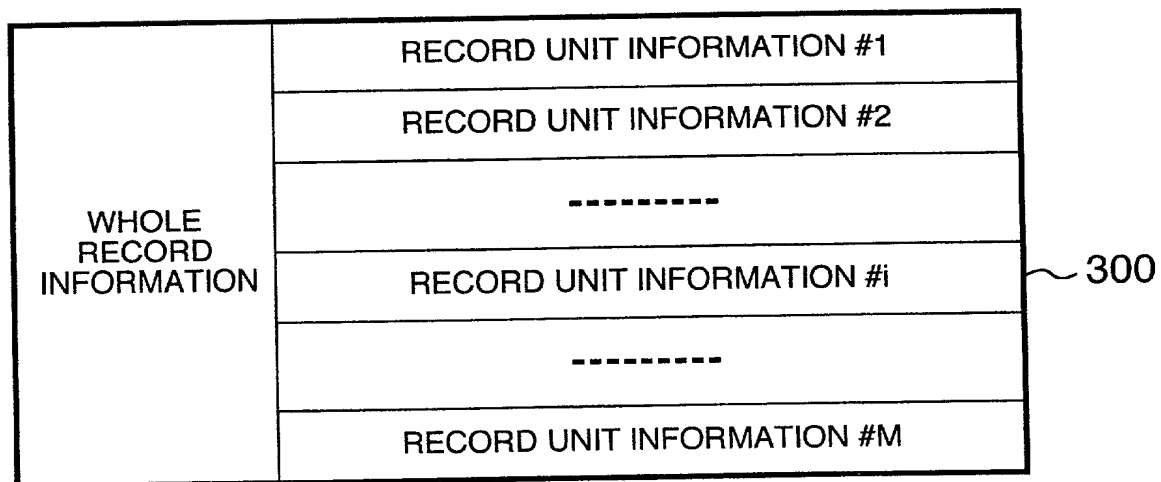 RECORD UNIT INFORMATION #1
RECORD UNIT INFORMATION #2
---------
WHOLE
RECORD
INFORMATION
RECORD UNIT INFORMATION #i
300
---------
RECORD UNIT INFORMATION #M